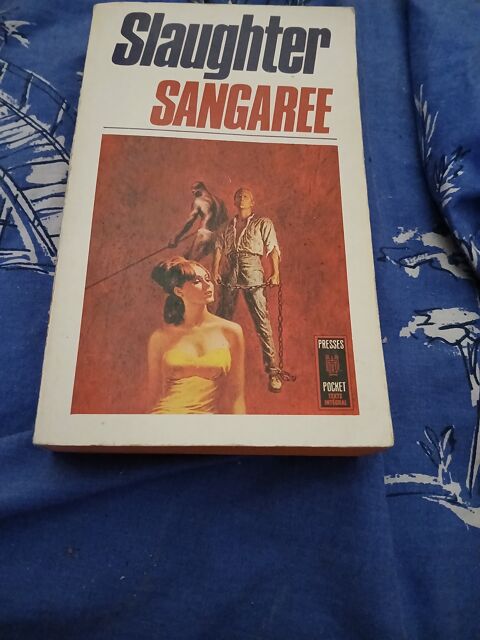 Slaughter
SANGAREE
PRESSES
POCKET
TEXTE
INTÉGRAL